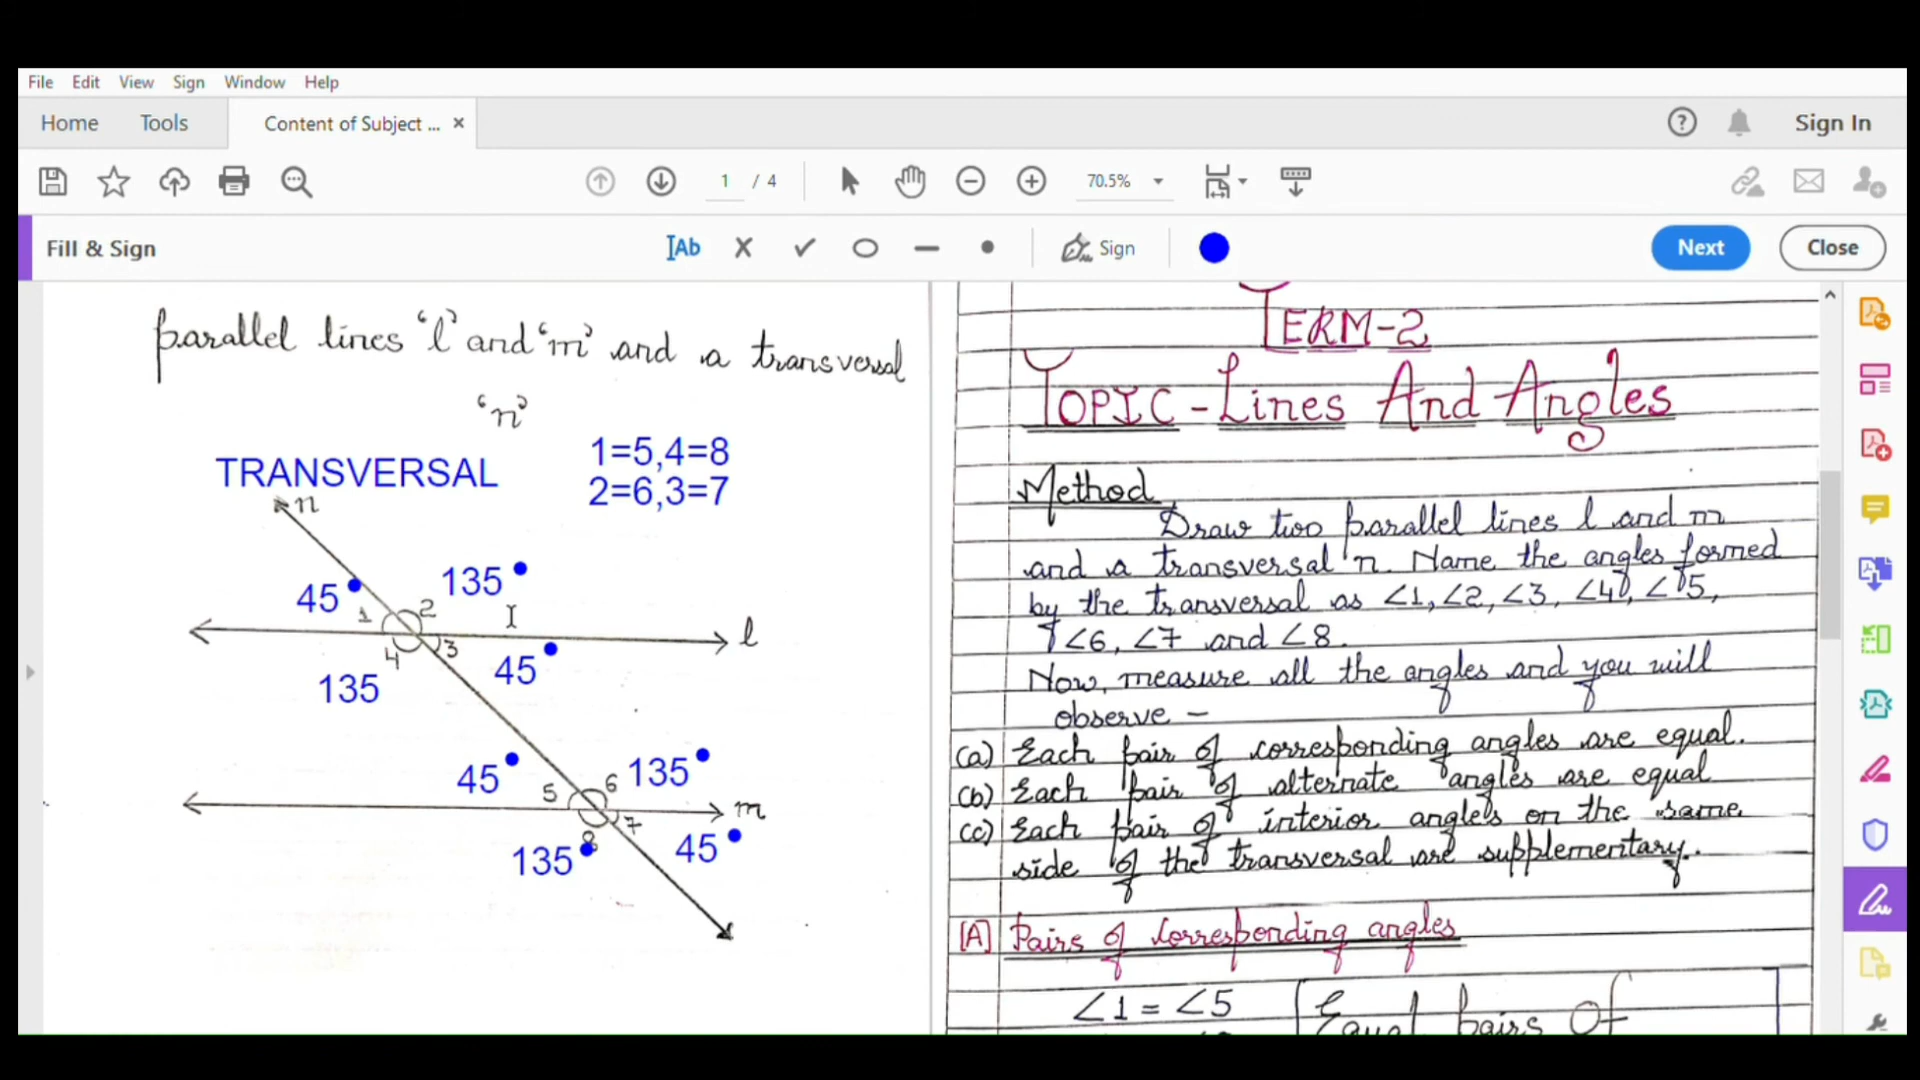 File Edit View Sign Window Help
Home Tools Content of Subject ... × Sign In
1 / 4 70.5%
Fill & Sign Ab Sign Next Close
parallel lines 'l' and 'm' and a transversal
'n'
TRANSVERSAL
1=5,4=8
2=6,3=7
n
45 135
1 2
l
4 3
135 45
45 135
5 6
m
8 7
135 45
TERM-2
TOPIC-Lines And Angles
Method
Draw two parallel lines l and m
and a transversal n. Name the angles formed
by the transversal as ∠1, ∠2, ∠3, ∠4, ∠5,
∠6, ∠7 and ∠8.
Now, measure all the angles and you will
observe –
(a) Each pair of corresponding angles are equal.
(b) Each pair of alternate angles are equal
(c) Each pair of interior angles on the same
side of the transversal are supplementary.
[A] Pairs of corresponding angles
∠1 = ∠5 Equal pairs of